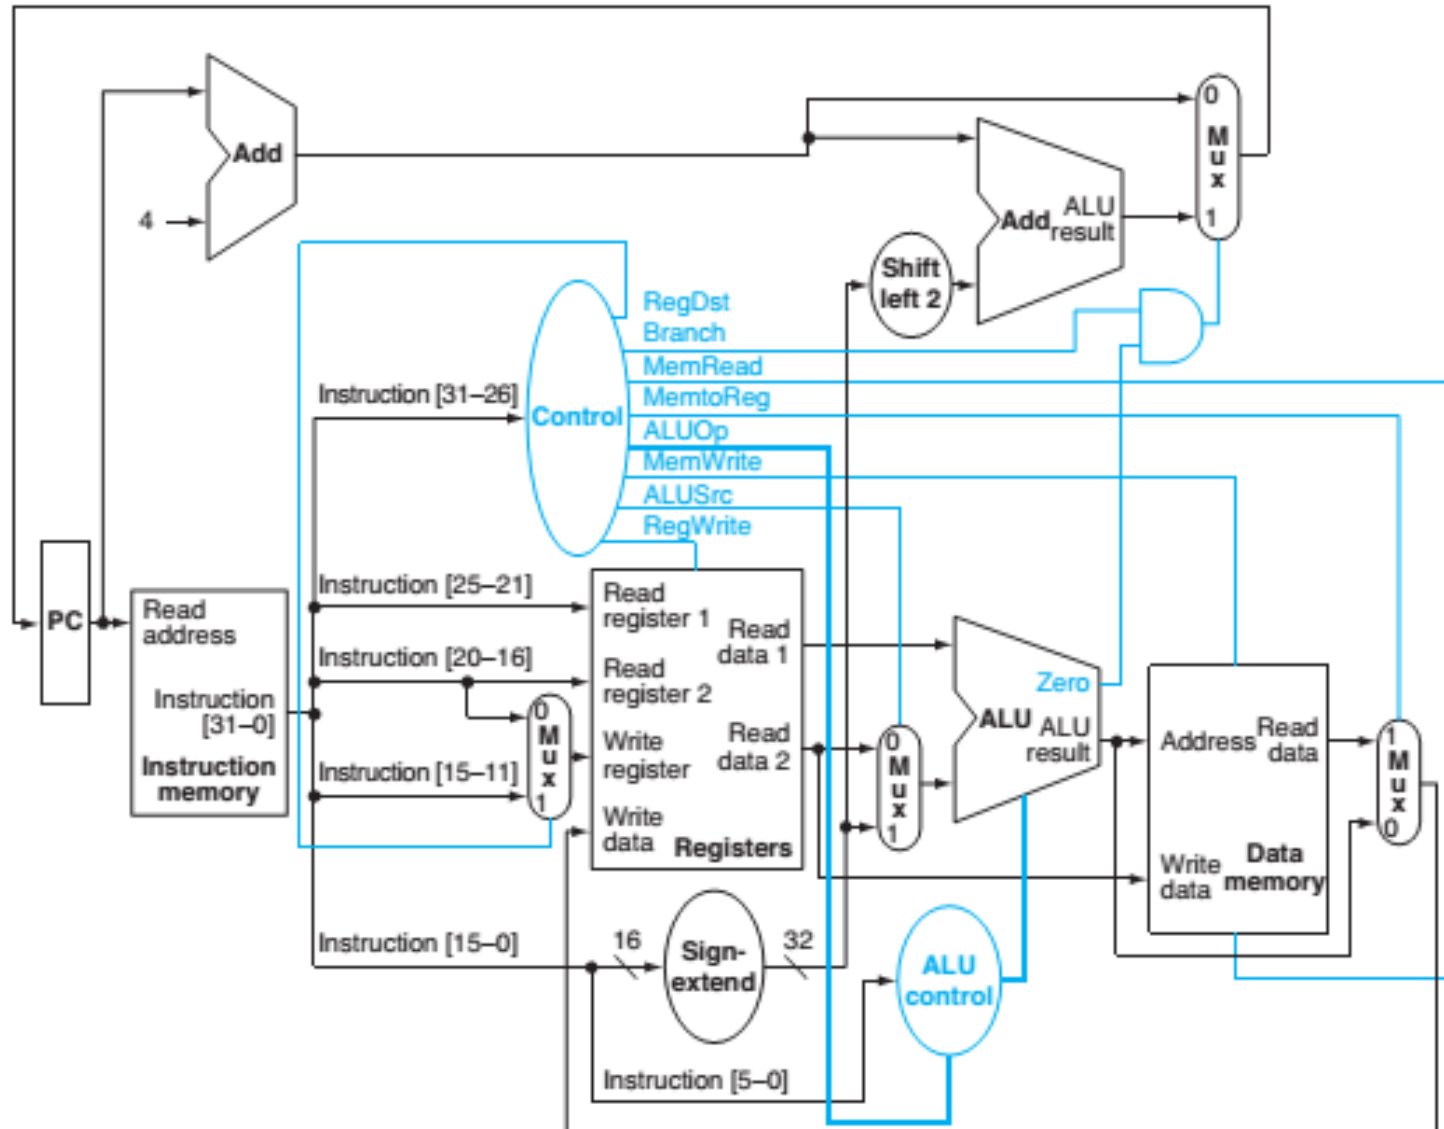 0
M
u
x
1
Add
4
Add
ALU
result
Shift
left 2
RegDst
Branch
MemRead
MemtoReg
ALUOp
MemWrite
ALUSrc
RegWrite
Control
Instruction [31–26]
Instruction [25–21]
Instruction [20–16]
Instruction [15–11]
Instruction [15–0]
Instruction [5–0]
PC
Read
address
Instruction
[31–0]
Instruction
memory
0
M
u
x
1
Read
register 1
Read
register 2
Write
register
Write
data
Read
data 1
Read
data 2
Registers
16
Sign-
extend
32
0
M
u
x
1
Zero
ALU
ALU
result
ALU
control
Address
Read
data
Write
data
Data
memory
1
M
u
x
0